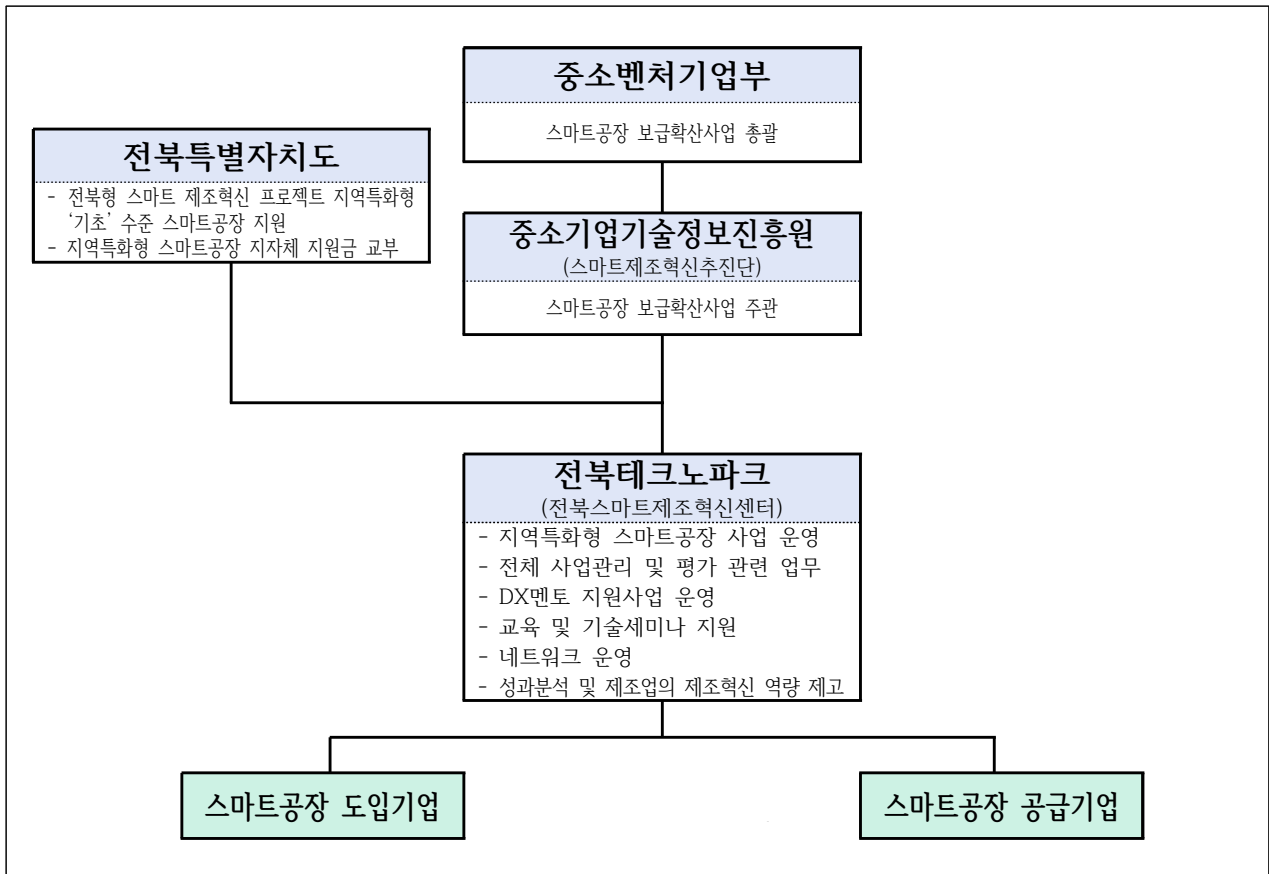 중소벤처기업부
스마트공장 보급확산사업 총괄
전북특별자치도
- 전북형 스마트 제조혁신 프로젝트 지역특화형
‘기초’ 수준 스마트공장 지원
- 지역특화형 스마트공장 지자체 지원금 교부
중소기업기술정보진흥원
(스마트제조혁신추진단)
스마트공장 보급확산사업 주관
전북테크노파크
(전북스마트제조혁신센터)
- 지역특화형 스마트공장 사업 운영
- 전체 사업관리 및 평가 관련 업무
- DX멘토 지원사업 운영
- 교육 및 기술세미나 지원
- 네트워크 운영
- 성과분석 및 제조업의 제조혁신 역량 제고
스마트공장 도입기업
스마트공장 공급기업